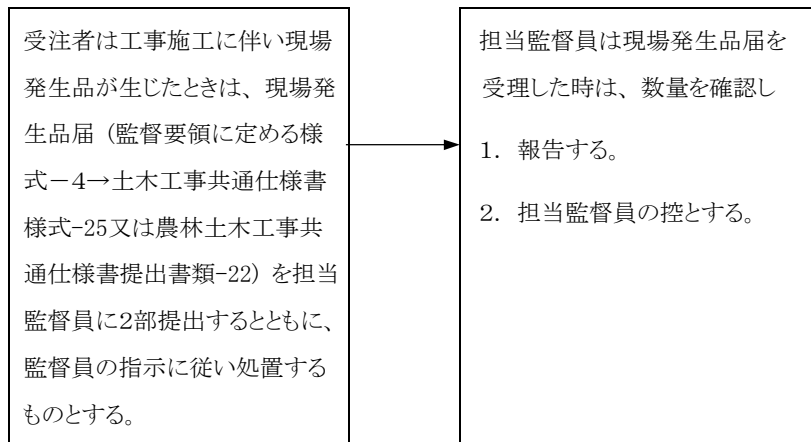 受注者は工事施工に伴い現場
発生品が生じたときは、現場発
生品届（監督要領に定める様
式－4→土木工事共通仕様書
様式-25又は農林土木工事共
通仕様書提出書類-22）を担当
監督員に2部提出するとともに、
監督員の指示に従い処置する
ものとする。
担当監督員は現場発生品届を
受理した時は、数量を確認し
1． 報告する。
2． 担当監督員の控とする。